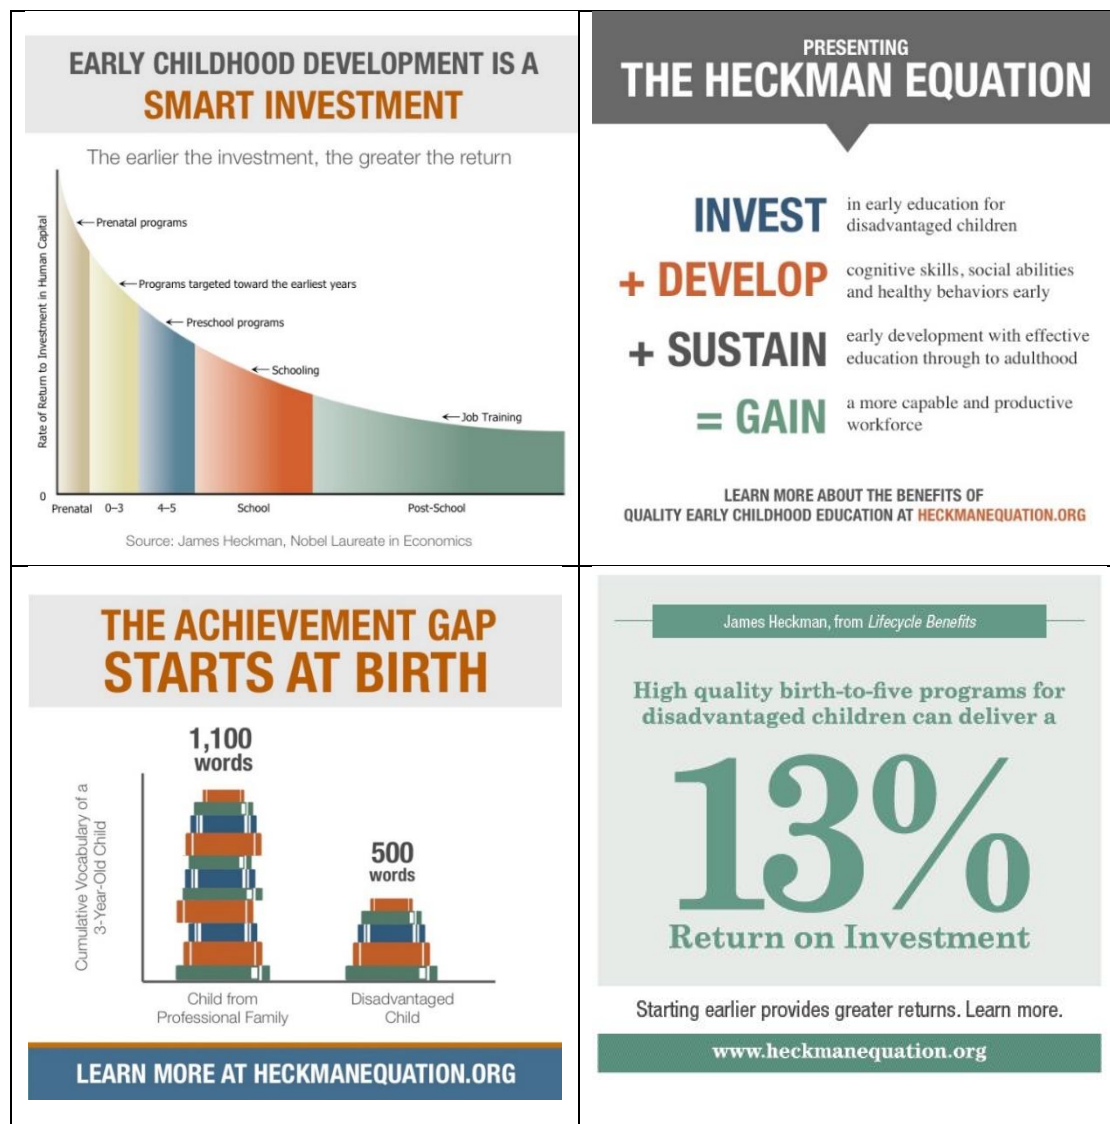 EARLY CHILDHOOD DEVELOPMENT IS A
SMART INVESTMENT
The earlier the investment, the greater the return
Rate of Return to Investment in Human Capital
Prenatal programs
Programs targeted toward the earliest years
Preschool programs
Schooling
Job Training
0
Prenatal 0–3 4–5 School Post-School
Source: James Heckman, Nobel Laureate in Economics
PRESENTING
THE HECKMAN EQUATION
INVEST in early education for
disadvantaged children
+ DEVELOP cognitive skills, social abilities
and healthy behaviors early
+ SUSTAIN early development with effective
education through to adulthood
= GAIN a more capable and productive
workforce
LEARN MORE ABOUT THE BENEFITS OF
QUALITY EARLY CHILDHOOD EDUCATION AT HECKMANEQUATION.ORG
THE ACHIEVEMENT GAP
STARTS AT BIRTH
Cumulative Vocabulary of a
3-Year-Old Child
1,100
words
500
words
Child from
Professional Family
Disadvantaged
Child
LEARN MORE AT HECKMANEQUATION.ORG
James Heckman, from Lifecycle Benefits
High quality birth-to-five programs for
disadvantaged children can deliver a
13%
Return on Investment
Starting earlier provides greater returns. Learn more.
www.heckmanequation.org